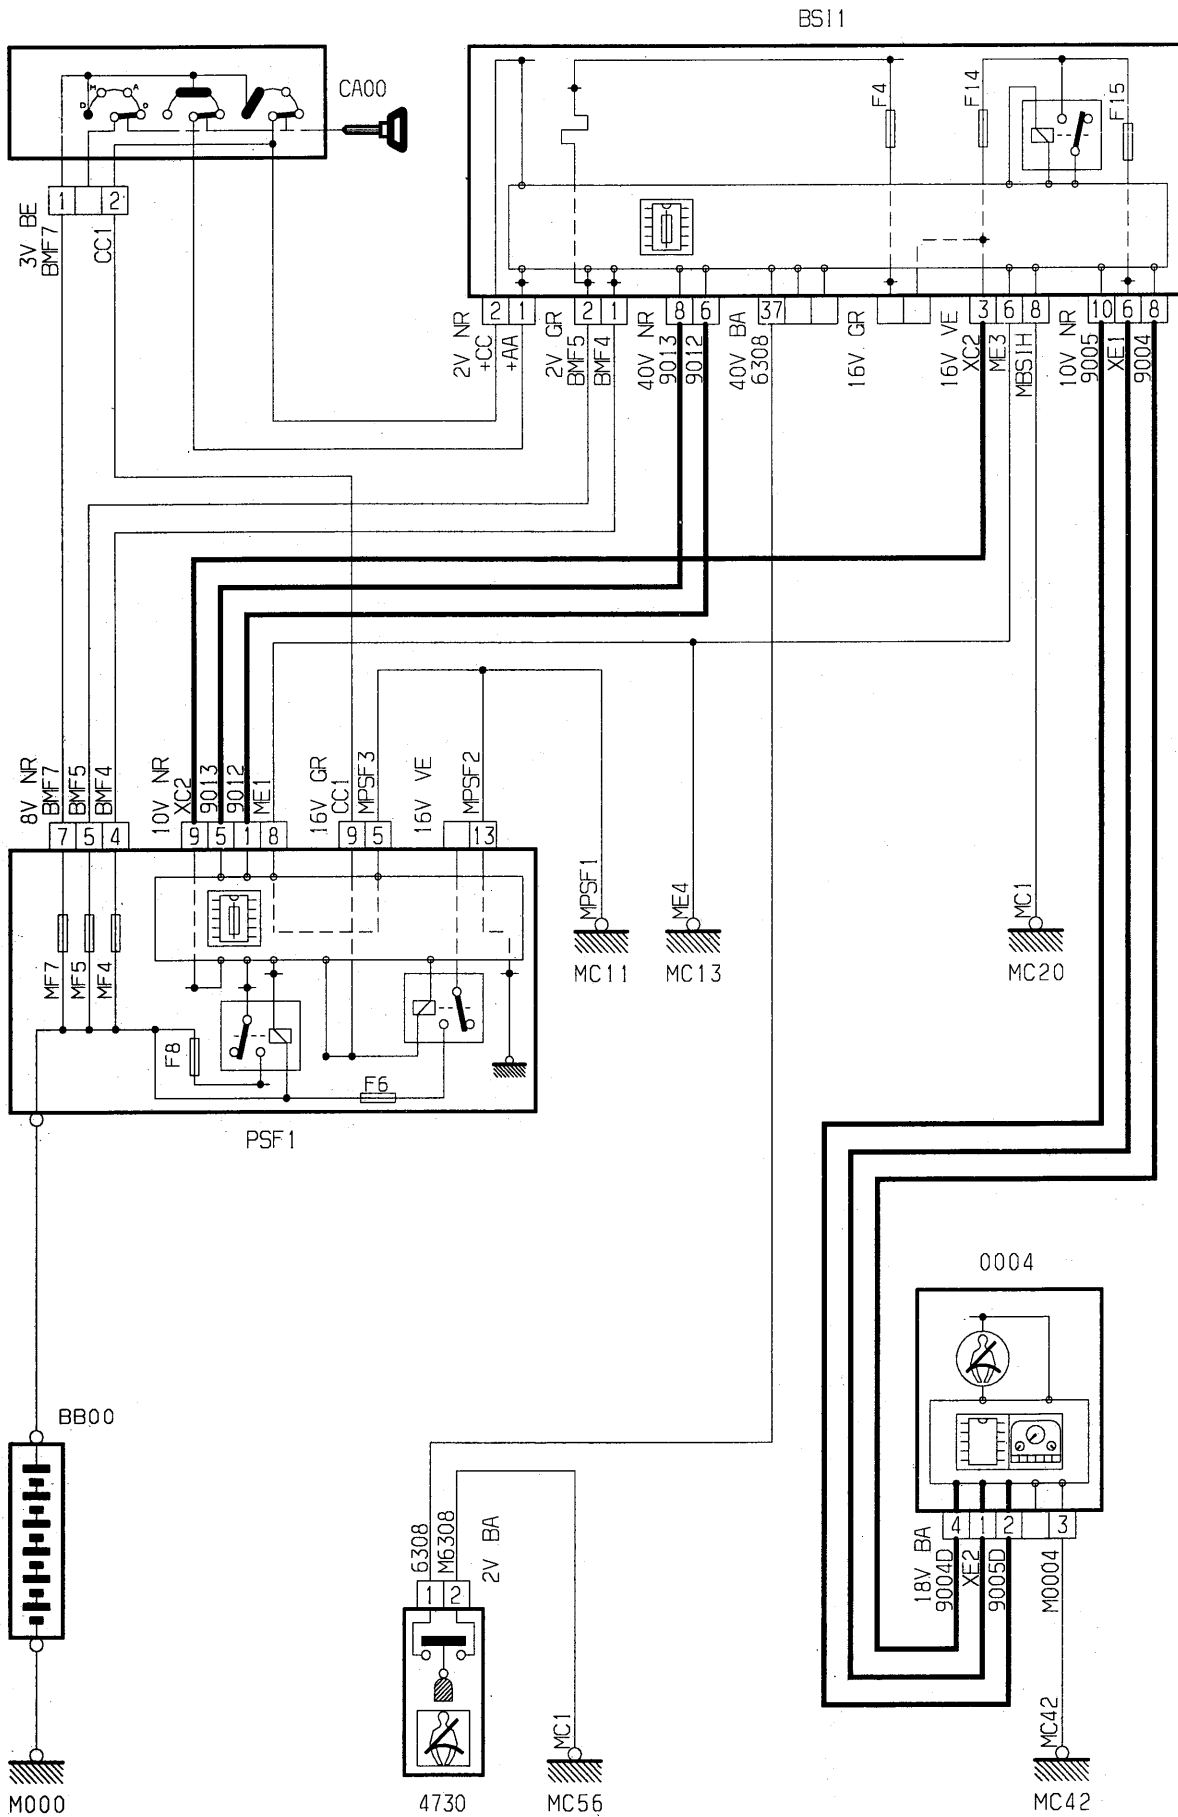 BSI1
CA00
M
A
D
D
F4
F14
F15
1
2
3V BE
BMF7
CC1
2
1
2
1
8
6
37
3
6
8
10
6
8
2V NR
+CC
+AA
2V GR
BMF5
BMF4
40V NR
9013
9012
40V BA
6308
16V GR
16V VE
XC2
ME3
MBSIH
10V NR
9005
XE1
9004
8V NR
BMF7
BMF5
BMF4
10V NR
XC2
9013
9012
ME1
16V GR
CC1
MPSF3
16V VE
MPSF2
7
5
4
9
5
1
8
9
5
13
MPSF1
ME4
MC1
MC11
MC13
MC20
MF7
MF5
MF4
F8
F6
PSF1
0004
BB00
4
1
2
3
18V BA
9004D
XE2
9005D
M0004
6308
M6308
2V BA
1
2
MC1
MC42
M000
4730
MC56
MC42